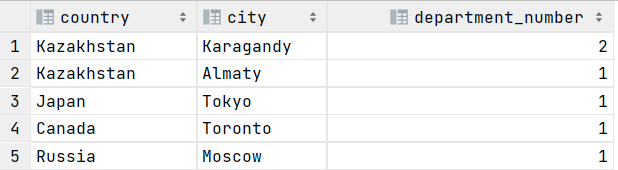 country city department_number
1 Kazakhstan Karagandy 2
2 Kazakhstan Almaty 1
3 Japan Tokyo 1
4 Canada Toronto 1
5 Russia Moscow 1